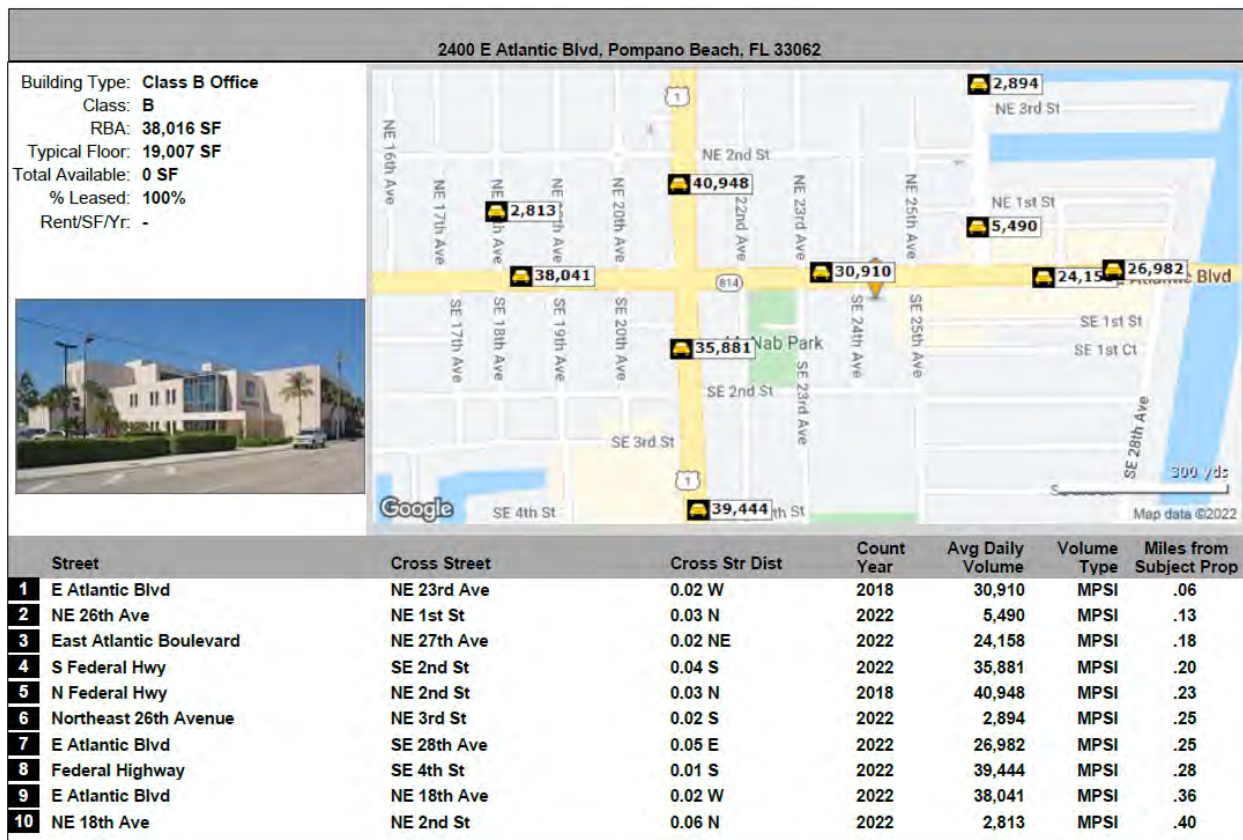 2400 E Atlantic Blvd, Pompano Beach, FL 33062
Building Type: Class B Office
Class: B
RBA: 38,016 SF
Typical Floor: 19,007 SF
Total Available: 0 SF
% Leased: 100%
Rent/SF/Yr: -
1
2,894
NE 3rd St
NE 16th Ave
NE 2nd St
40,948
NE 17th Ave
NE 20th Ave
22nd Ave
NE 23rd Ave
NE 25th Ave
2,813
NE 1st St
5,490
38,041
814
30,910
26,982
Blvd
SE 17th Ave
SE 18th Ave
SE 19th Ave
SE 20th Ave
SE 24th Ave
SE 25th Ave
SE 1st St
35,881
Nab Park
SE 1st Ct
SE 2nd St
SE 23rd Ave
SE 3rd St
SE 28th Ave
1
300 yds
Google
SE 4th St
39,444
th St
Map data ©2022
Street Cross Street Cross Str Dist Count Year Avg Daily Volume Volume Type Miles from Subject Prop
1 E Atlantic Blvd NE 23rd Ave 0.02 W 2018 30,910 MPSI .06
2 NE 26th Ave NE 1st St 0.03 N 2022 5,490 MPSI .13
3 East Atlantic Boulevard NE 27th Ave 0.02 NE 2022 24,158 MPSI .18
4 S Federal Hwy SE 2nd St 0.04 S 2022 35,881 MPSI .20
5 N Federal Hwy NE 2nd St 0.03 N 2018 40,948 MPSI .23
6 Northeast 26th Avenue NE 3rd St 0.02 S 2022 2,894 MPSI .25
7 E Atlantic Blvd SE 28th Ave 0.05 E 2022 26,982 MPSI .25
8 Federal Highway SE 4th St 0.01 S 2022 39,444 MPSI .28
9 E Atlantic Blvd NE 18th Ave 0.02 W 2022 38,041 MPSI .36
10 NE 18th Ave NE 2nd St 0.06 N 2022 2,813 MPSI .40